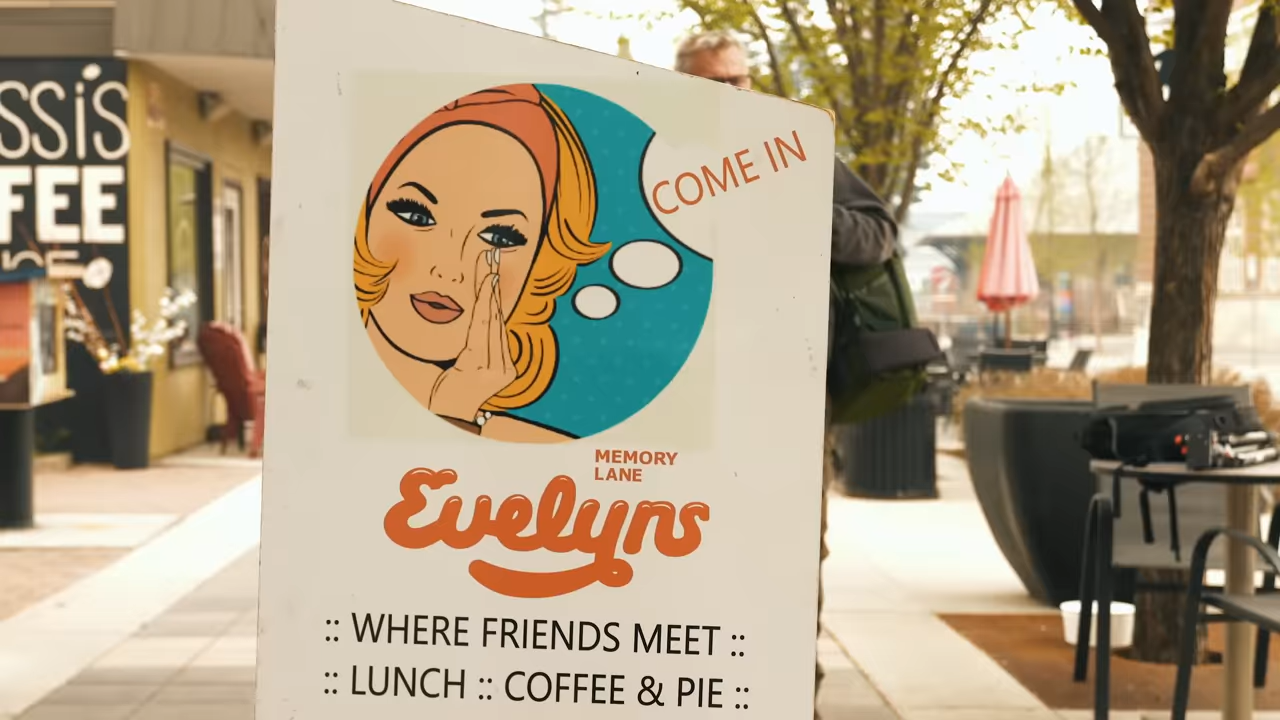 SSiS
FEE
COME IN
MEMORY
LANE
Evelyns
:: WHERE FRIENDS MEET ::
:: LUNCH :: COFFEE & PIE ::